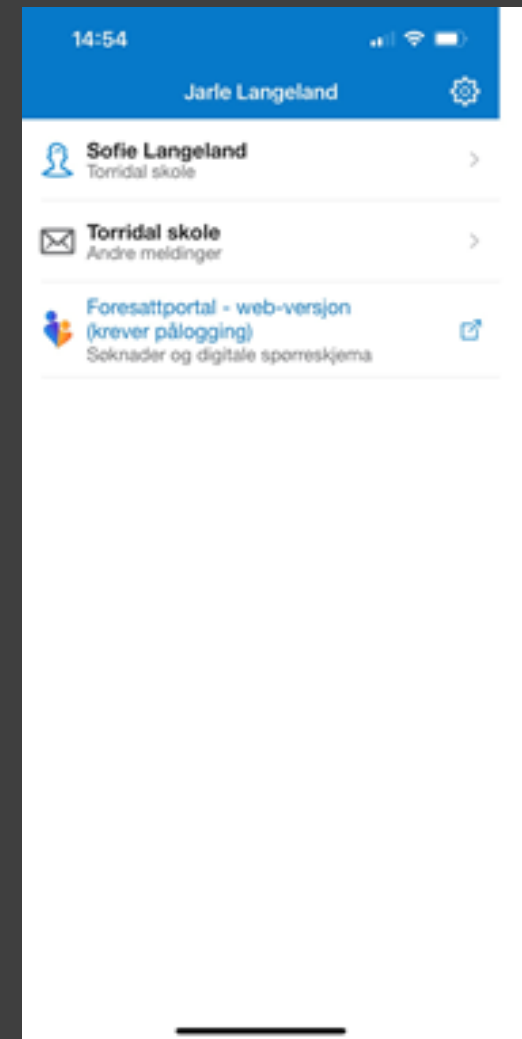 14:54
Jarle Langeland
Sofie Langeland
Torridal skole
Torridal skole
Andre meldinger
Foresattportal - web-versjon
(krever pålogging)
Søknader og digitale spørreskjema